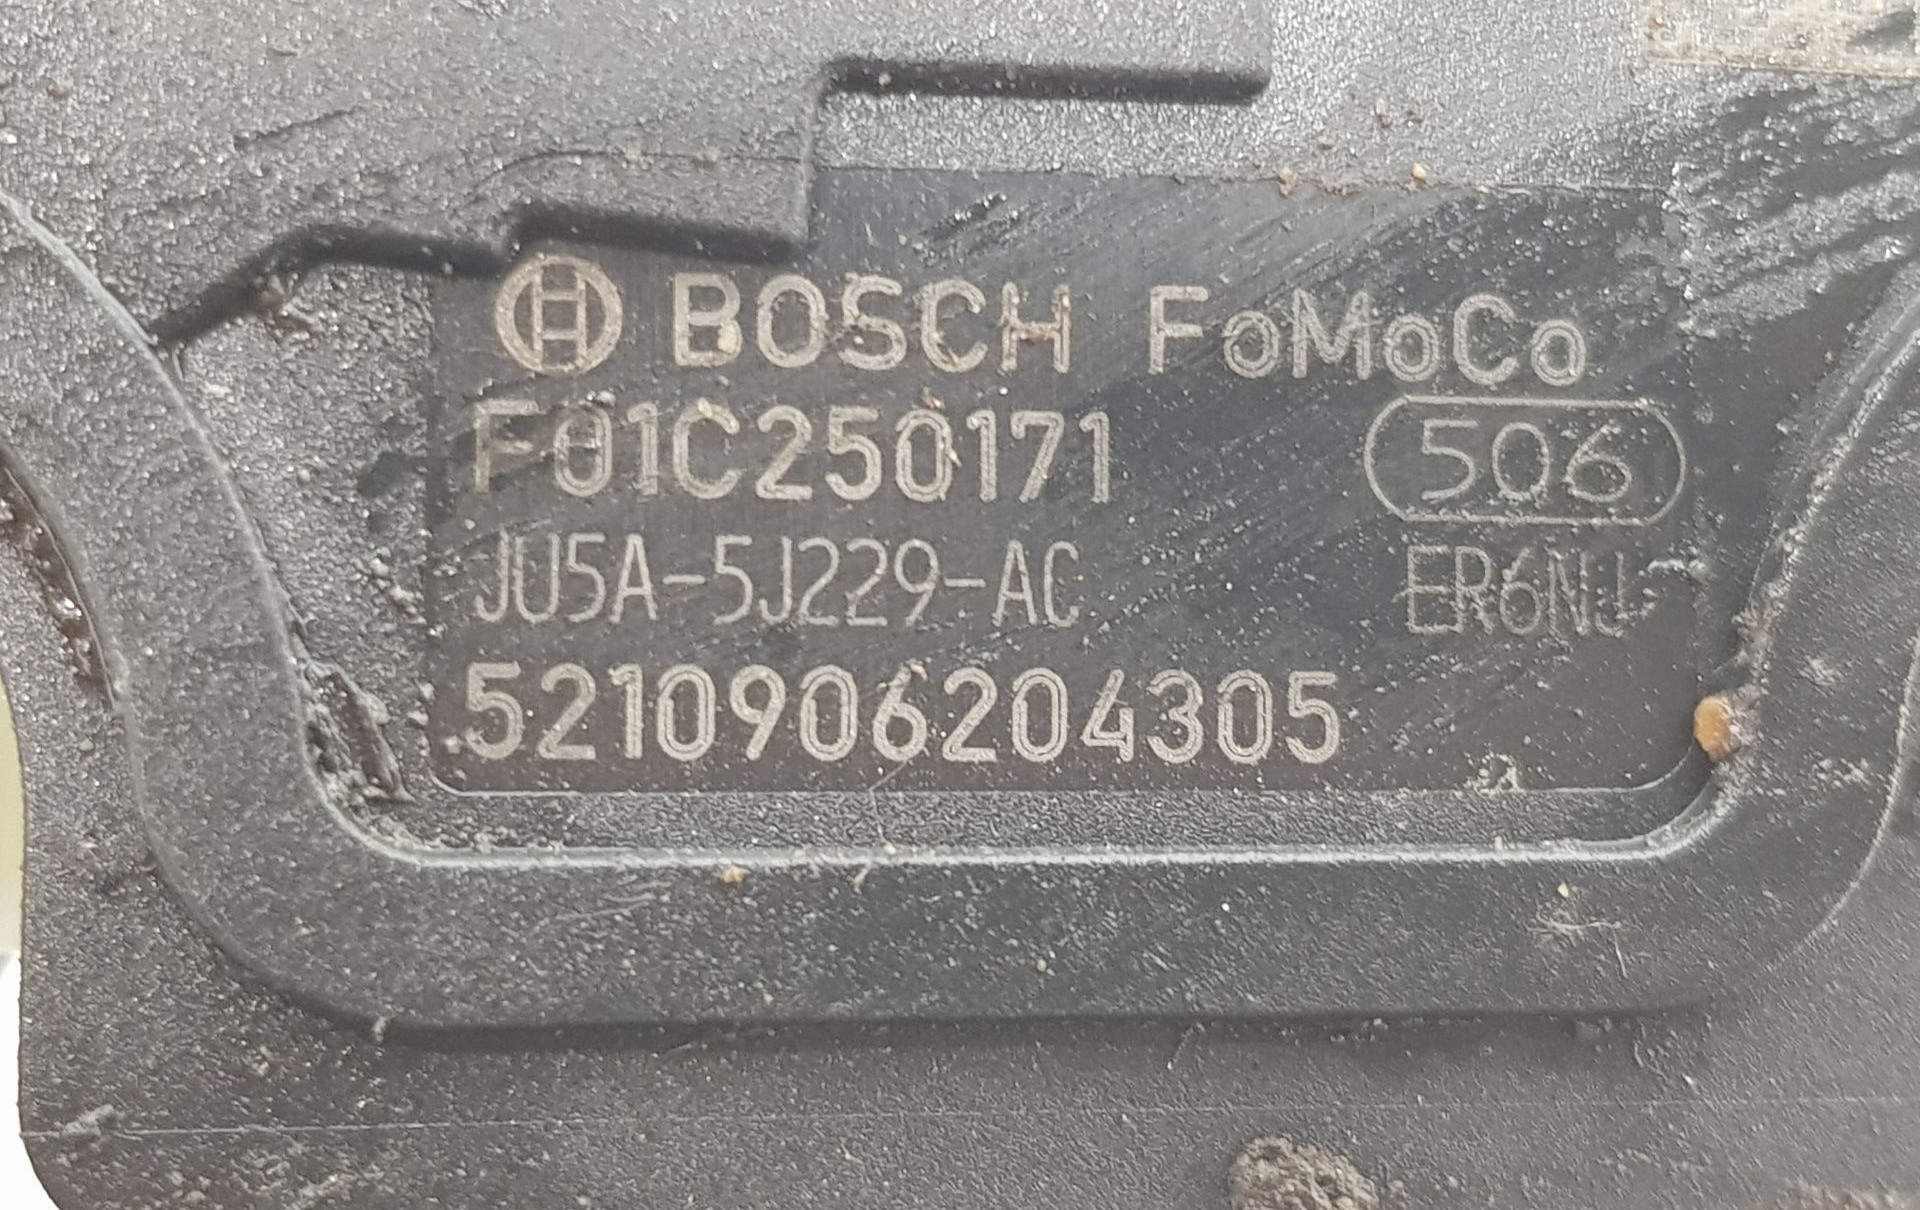 BOSCH FoMoCo
F01C250171 506
JU5A-5J229-AC ER6NJ
5210906204305